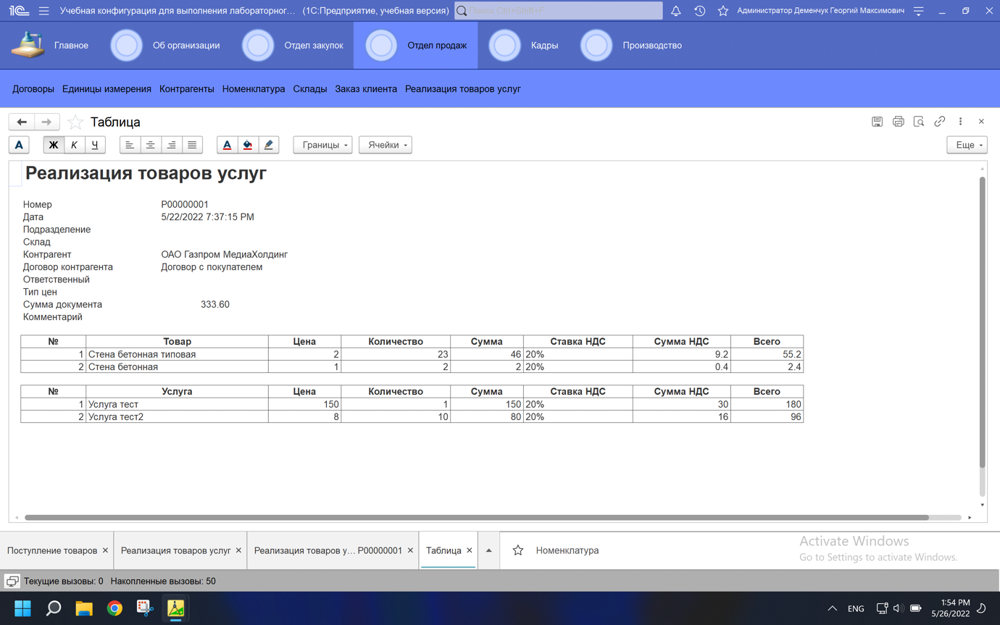 1С Учебная конфигурация для выполнения лабораторног... (1С:Предприятие, учебная версия) Поиск Ctrl+Shift+F Администратор Деменчук Георгий Максимович
Главное Об организации Отдел закупок Отдел продаж Кадры Производство
Договоры Единицы измерения Контрагенты Номенклатура Склады Заказ клиента Реализация товаров услуг
Таблица
А Ж К Ч А Границы Ячейки Еще
Реализация товаров услуг
Номер Р00000001
Дата 5/22/2022 7:37:15 PM
Подразделение
Склад
Контрагент ОАО Газпром МедиаХолдинг
Договор контрагента Договор с покупателем
Ответственный
Тип цен
Сумма документа 333.60
Комментарий
№ Товар Цена Количество Сумма Ставка НДС Сумма НДС Всего
1 Стена бетонная типовая 2 23 46 20% 9.2 55.2
2 Стена бетонная 1 2 2 20% 0.4 2.4
№ Услуга Цена Количество Сумма Ставка НДС Сумма НДС Всего
1 Услуга тест 150 1 150 20% 30 180
2 Услуга тест2 8 10 80 20% 16 96
Поступление товаров Реализация товаров услуг Реализация товаров у... Р00000001 Таблица Номенклатура
Activate Windows
Go to Settings to activate Windows.
Текущие вызовы: 0 Накопленные вызовы: 50
ENG 1:54 PM
5/26/2022